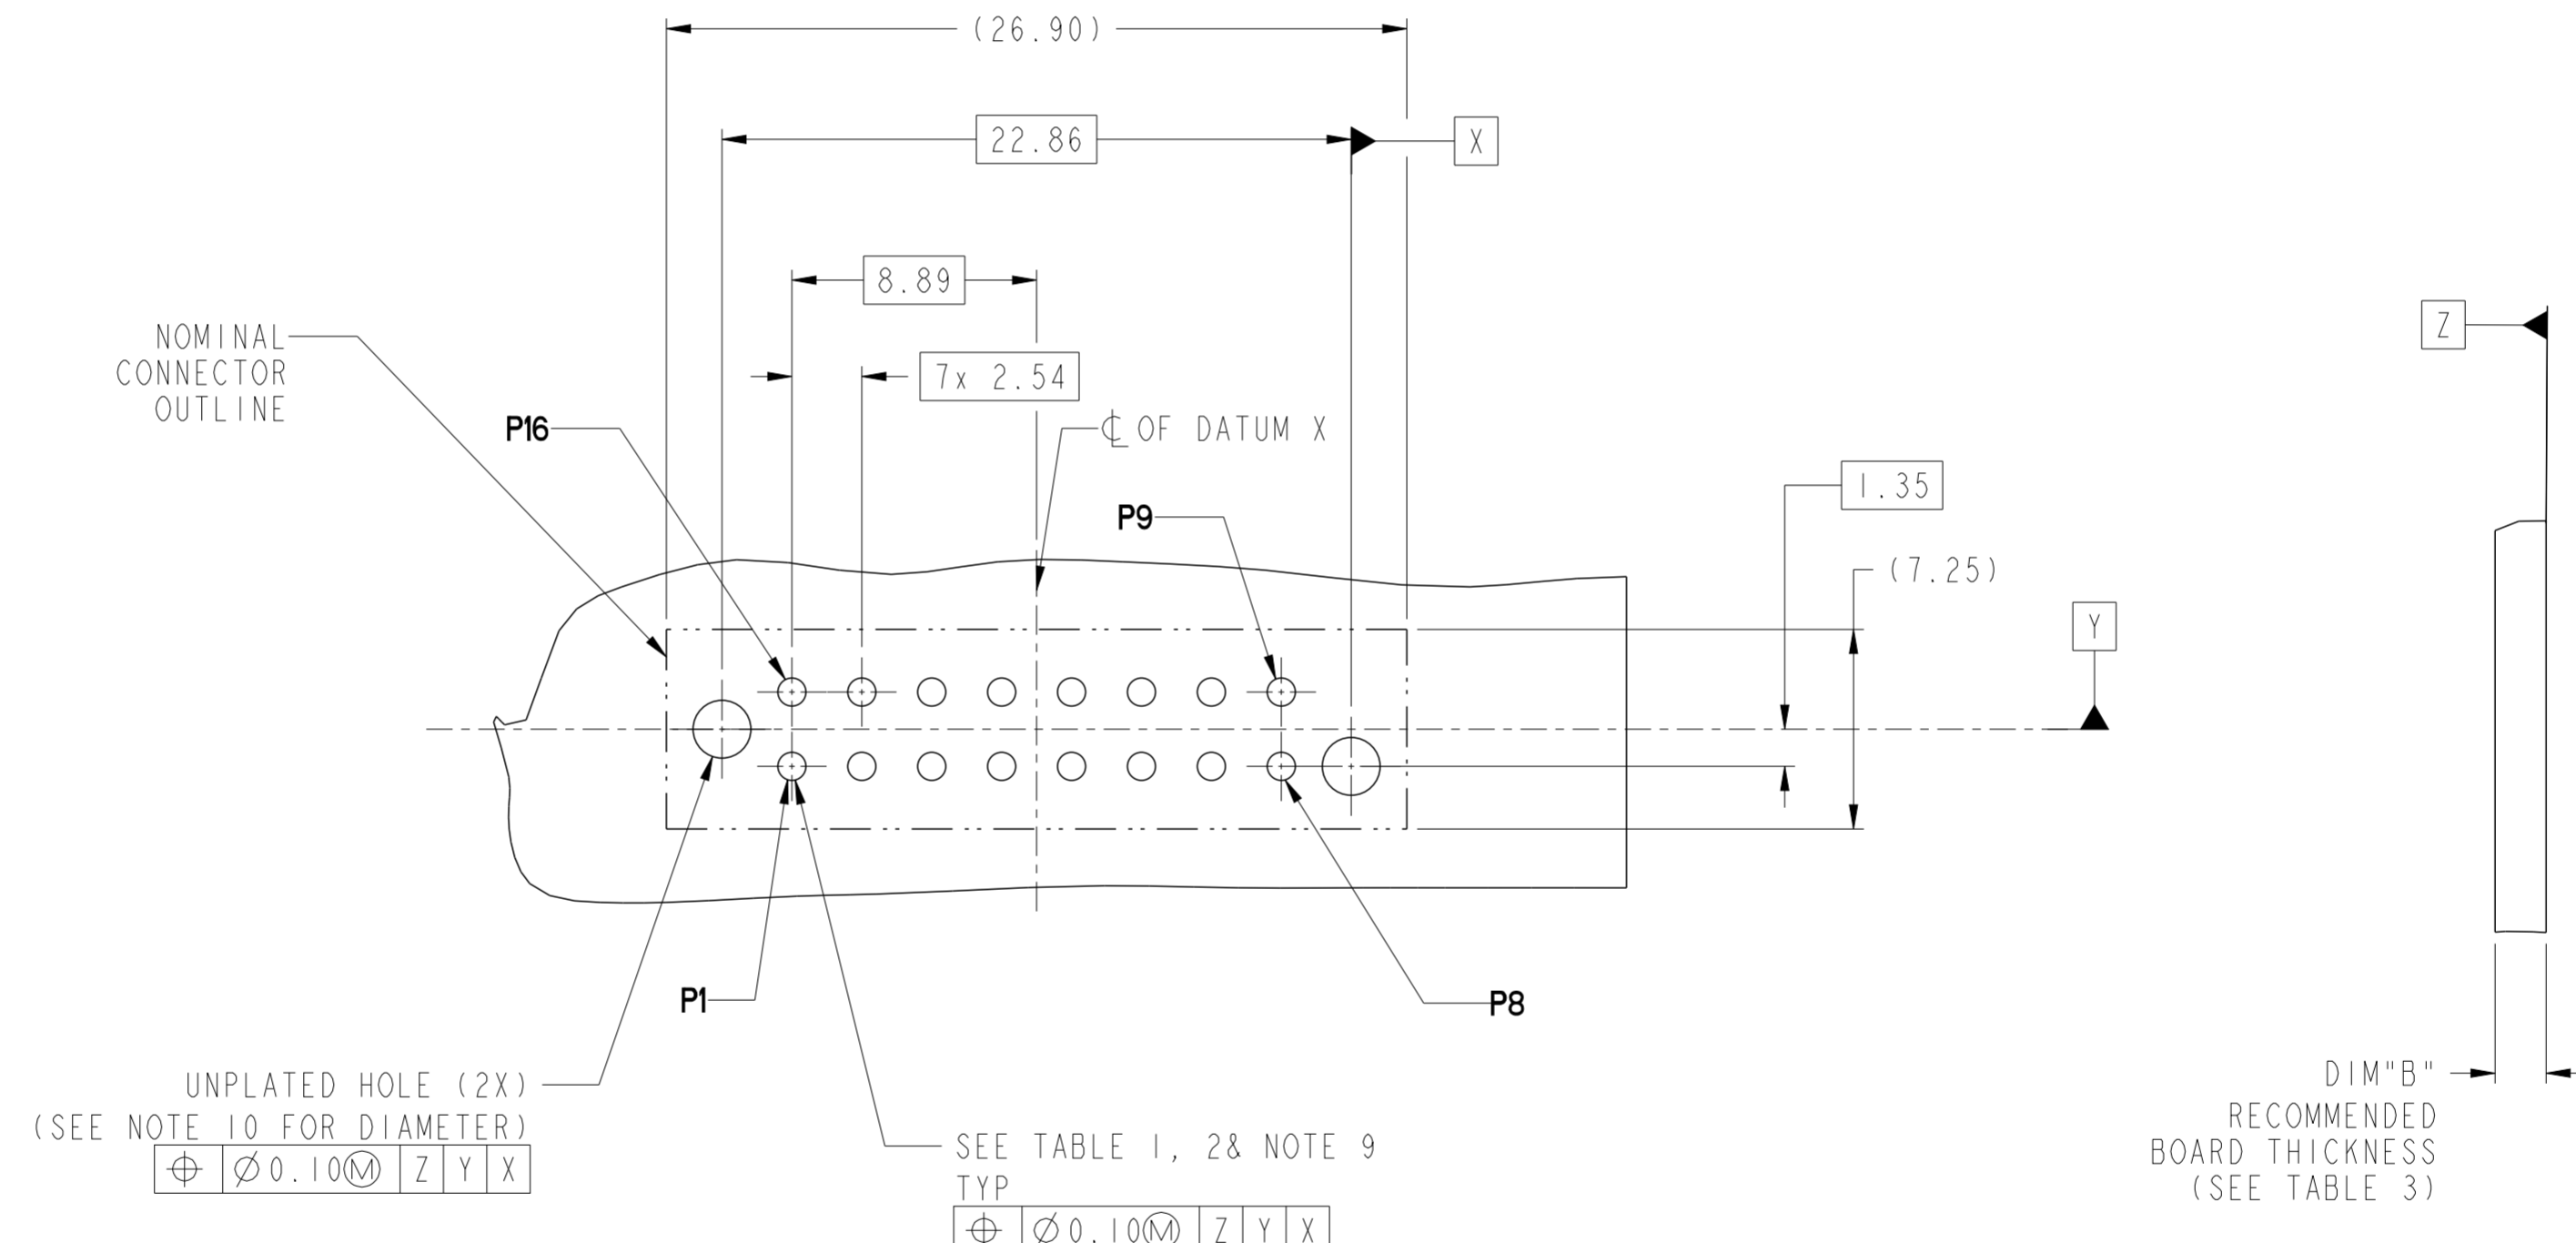 (26.90)
22.86
X
8.89
7x 2.54
NOMINAL
CONNECTOR
OUTLINE
P16
℄ OF DATUM X
P9
Z
1.35
(7.25)
Y
P1
P8
UNPLATED HOLE (2X)
(SEE NOTE 10 FOR DIAMETER)
⌖ ∅0.10Ⓜ Z Y X
SEE TABLE 1, 2& NOTE 9
TYP
⌖ ∅0.10Ⓜ Z Y X
DIM"B"
RECOMMENDED
BOARD THICKNESS
(SEE TABLE 3)